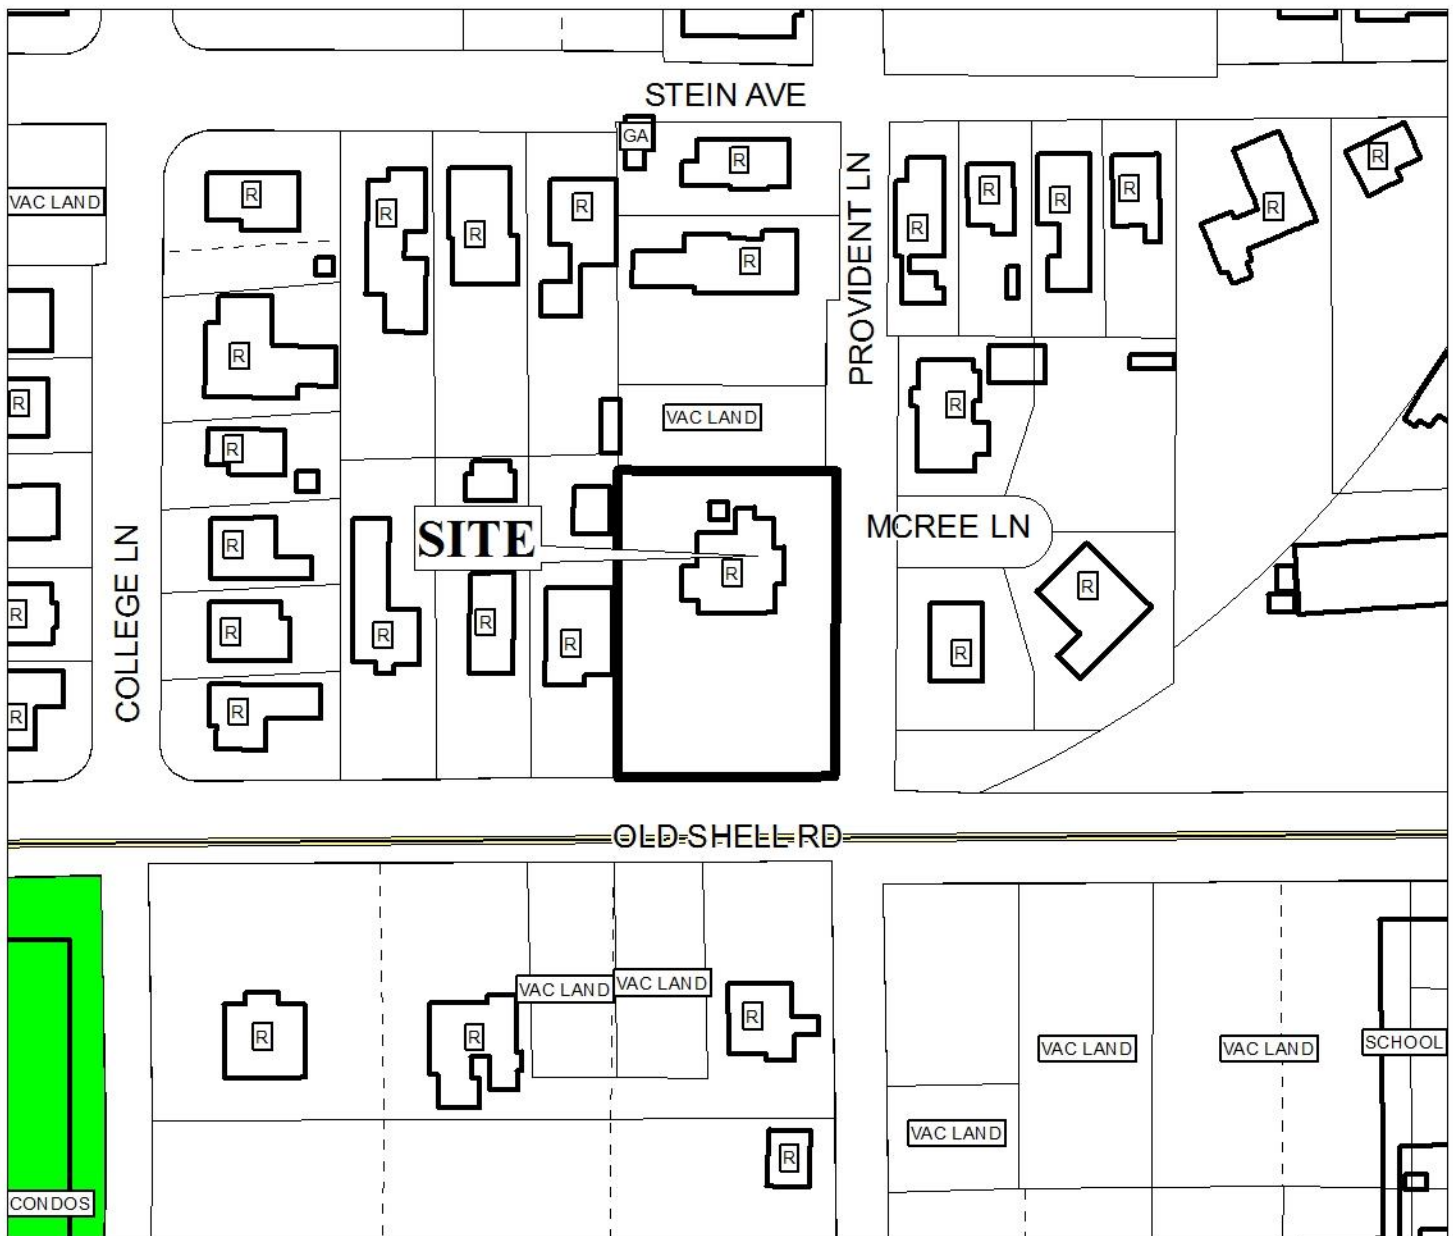 STEIN AVE
GA
R
R
R
R
R
R
R
R
R
R
R
VAC LAND
R
R
PROVIDENT LN
R
R
R
VAC LAND
R
SITE
MCREE LN
R
R
R
COLLEGE LN
R
R
R
R
R
R
R
R
R
OLD SHELL RD
VAC LAND
VAC LAND
R
R
R
VAC LAND
VAC LAND
SCHOOL
VAC LAND
R
CONDOS